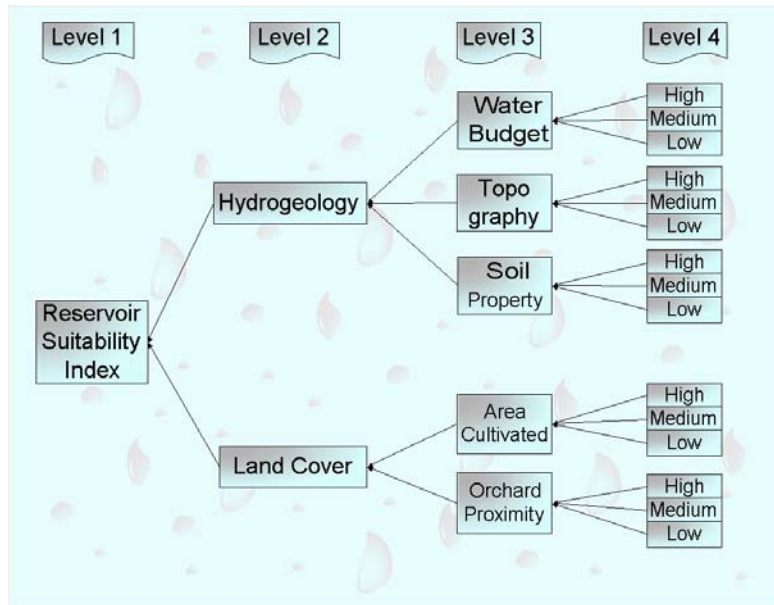 Level 1
Level 2
Level 3
Level 4
Reservoir
Suitability
Index
Hydrogeology
Land Cover
Water
Budget
High
Medium
Low
Topo
graphy
High
Medium
Low
Soil
Property
High
Medium
Low
Area
Cultivated
High
Medium
Low
Orchard
Proximity
High
Medium
Low